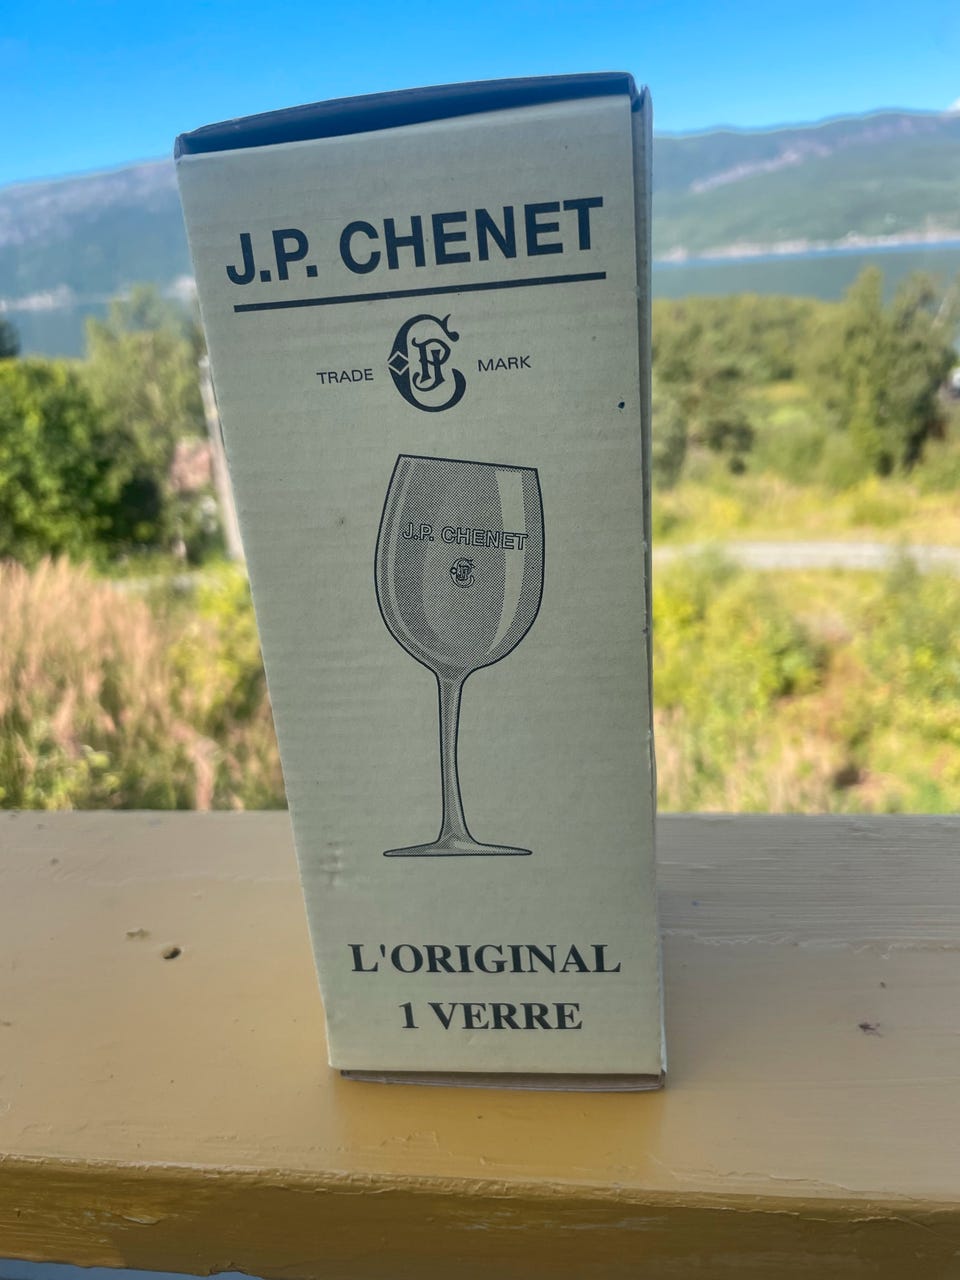 J.P. CHENET
TRADE MARK
J.P. CHENET
L'ORIGINAL
1 VERRE